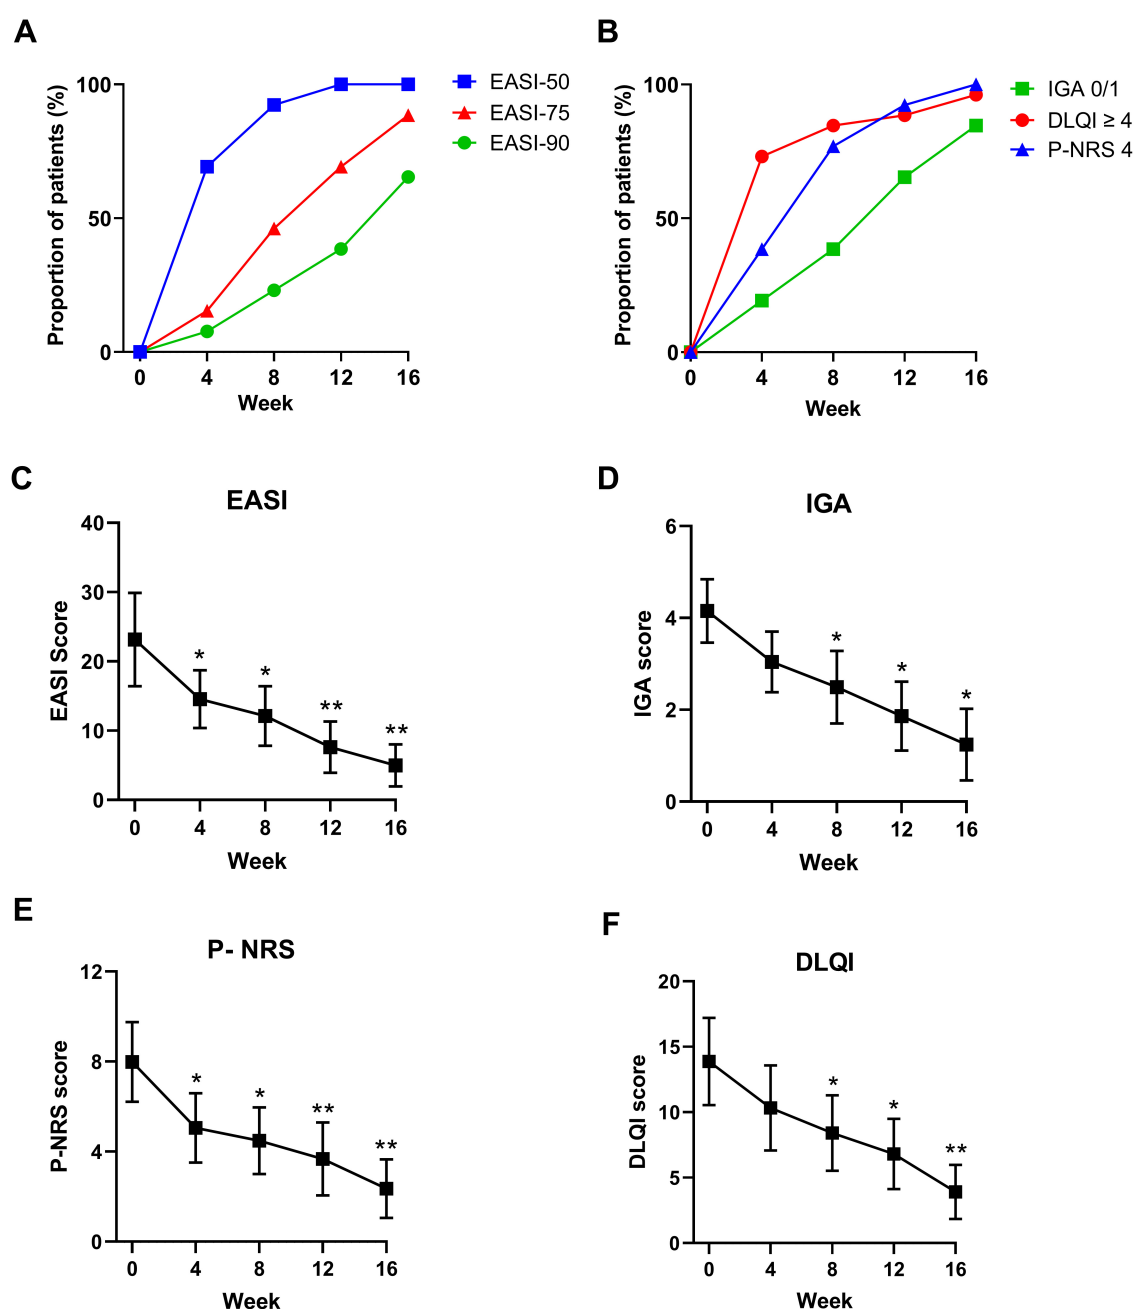 A
Proportion of patients (%)
100
50
0
0 4 8 12 16
Week
EASI-50
EASI-75
EASI-90
B
Proportion of patients (%)
100
50
0
0 4 8 12 16
Week
IGA 0/1
DLQI ≥ 4
P-NRS 4
C
EASI
EASI Score
40
30
20
10
0
* * ** **
0 4 8 12 16
Week
D
IGA
IGA score
6
4
2
0
* * *
0 4 8 12 16
Week
E
P- NRS
P-NRS score
12
8
4
0
* * ** **
0 4 8 12 16
Week
F
DLQI
DLQI score
20
15
10
5
0
* * **
0 4 8 12 16
Week